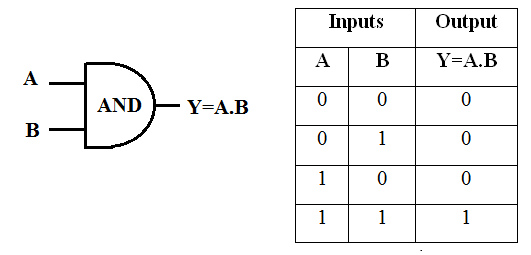 A
B
AND
Y=A.B
Inputs Output
A B Y=A.B
0 0 0
0 1 0
1 0 0
1 1 1